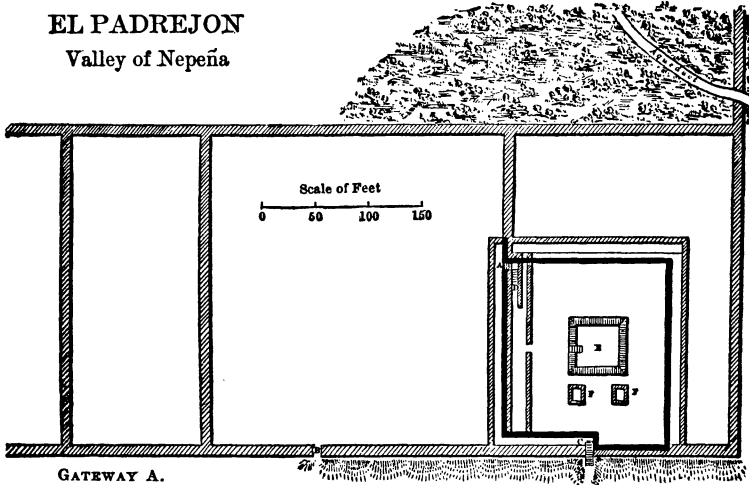 EL PADREJON
Valley of Nepeña
Scale of Feet
0 50 100 150
A
E
F F
C
B
GATEWAY A.